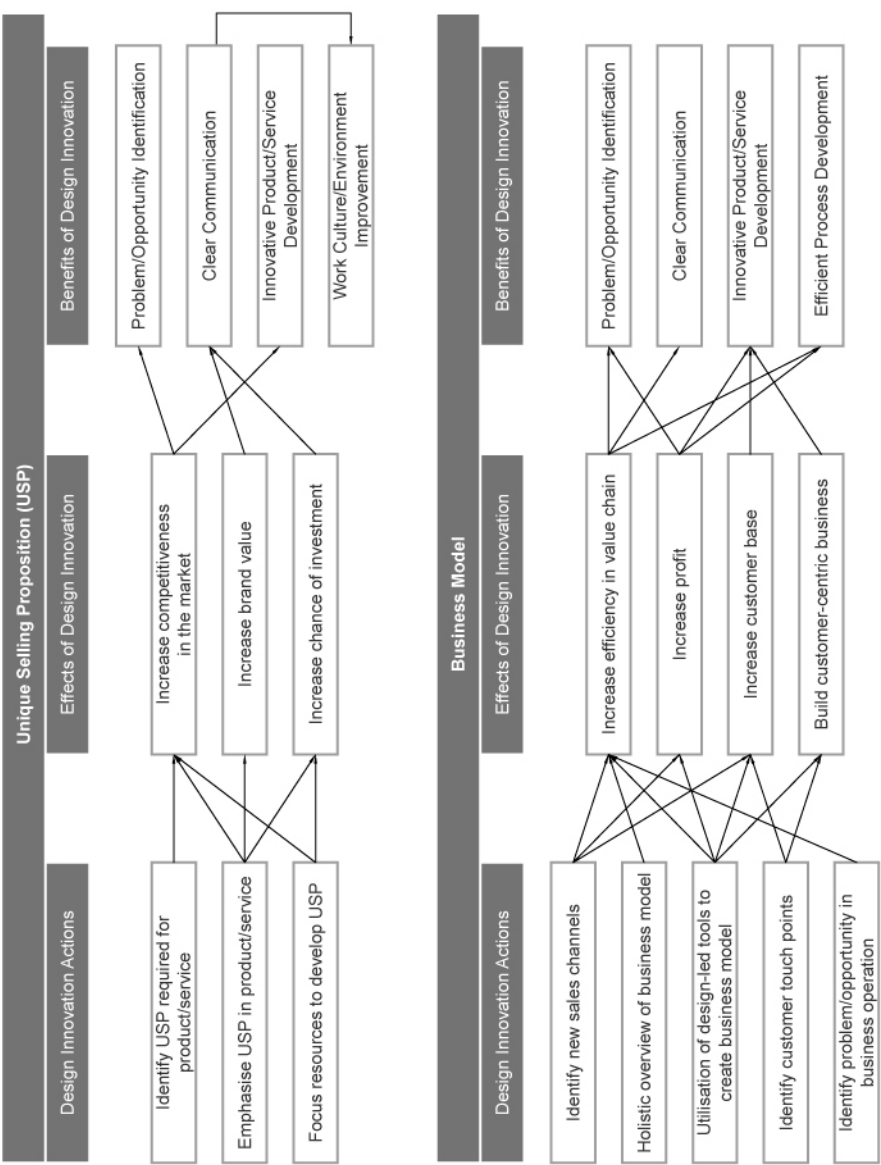 Unique Selling Proposition (USP)
Design Innovation Actions
Effects of Design Innovation
Benefits of Design Innovation
Identify USP required for
product/service
Emphasise USP in product/service
Focus resources to develop USP
Increase competitiveness
in the market
Increase brand value
Increase chance of investment
Problem/Opportunity Identification
Clear Communication
Innovative Product/Service
Development
Work Culture/Environment
Improvement
Business Model
Design Innovation Actions
Effects of Design Innovation
Benefits of Design Innovation
Identify new sales channels
Holistic overview of business model
Utilisation of design-led tools to
create business model
Identify customer touch points
Identify problem/opportunity in
business operation
Increase efficiency in value chain
Increase profit
Increase customer base
Build customer-centric business
Problem/Opportunity Identification
Clear Communication
Innovative Product/Service
Development
Efficient Process Development